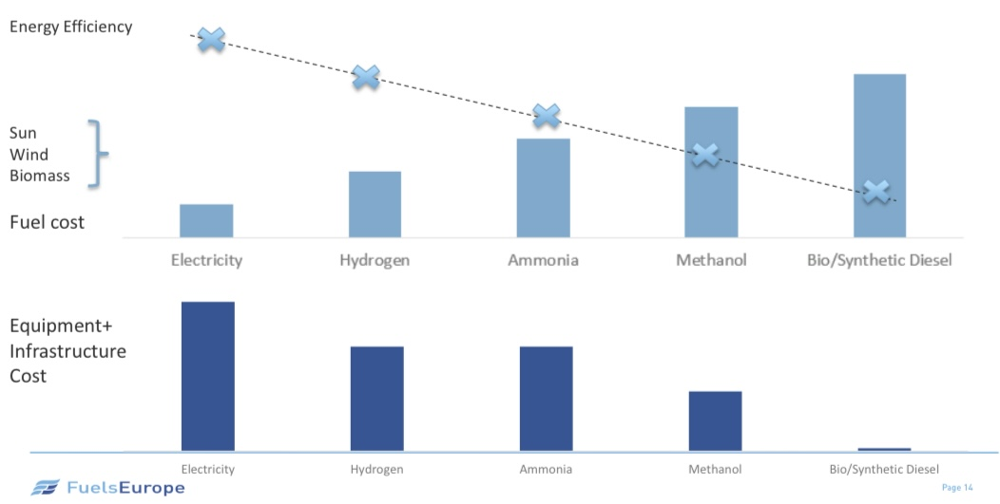 Energy Efficiency
Sun
Wind
Biomass
Fuel cost
Electricity
Hydrogen
Ammonia
Methanol
Bio/Synthetic Diesel
Equipment+
Infrastructure
Cost
Electricity
Hydrogen
Ammonia
Methanol
Bio/Synthetic Diesel
FuelsEurope
Page 14